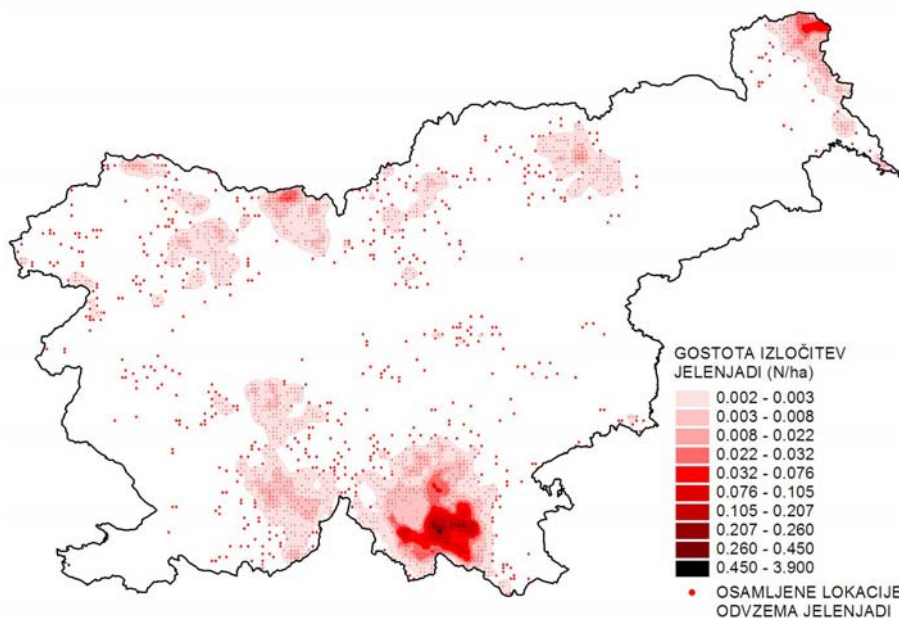 GOSTOTA IZLOČITEV
JELENJADI (N/ha)
0.002 - 0.003
0.003 - 0.008
0.008 - 0.022
0.022 - 0.032
0.032 - 0.076
0.076 - 0.105
0.105 - 0.207
0.207 - 0.260
0.260 - 0.450
0.450 - 3.900
OSAMLJENE LOKACIJE
ODVZEMA JELENJADI